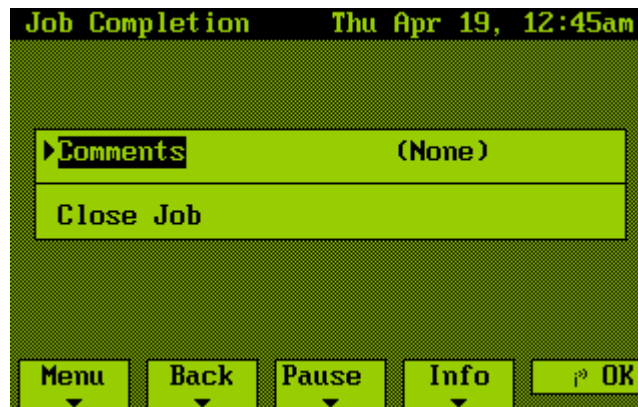 Job Completion Thu Apr 19, 12:45am
Comments (None)
Close Job
Menu Back Pause Info OK